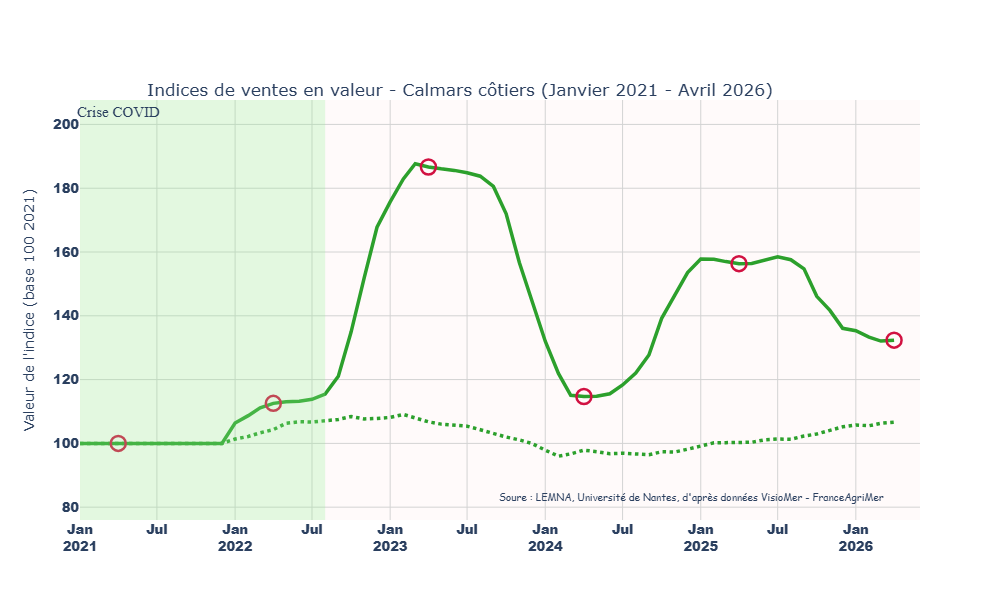 Indices de ventes en valeur - Calmars côtiers (Janvier 2021 - Avril 2026)
Crise COVID
Valeur de l'indice (base 100 2021)
200
180
160
140
120
100
80
Soure : LEMNA, Université de Nantes, d'après données VisioMer - FranceAgriMer
Jan Jul Jan Jul Jan Jul Jan Jul Jan Jul Jan
2021 2022 2023 2024 2025 2026